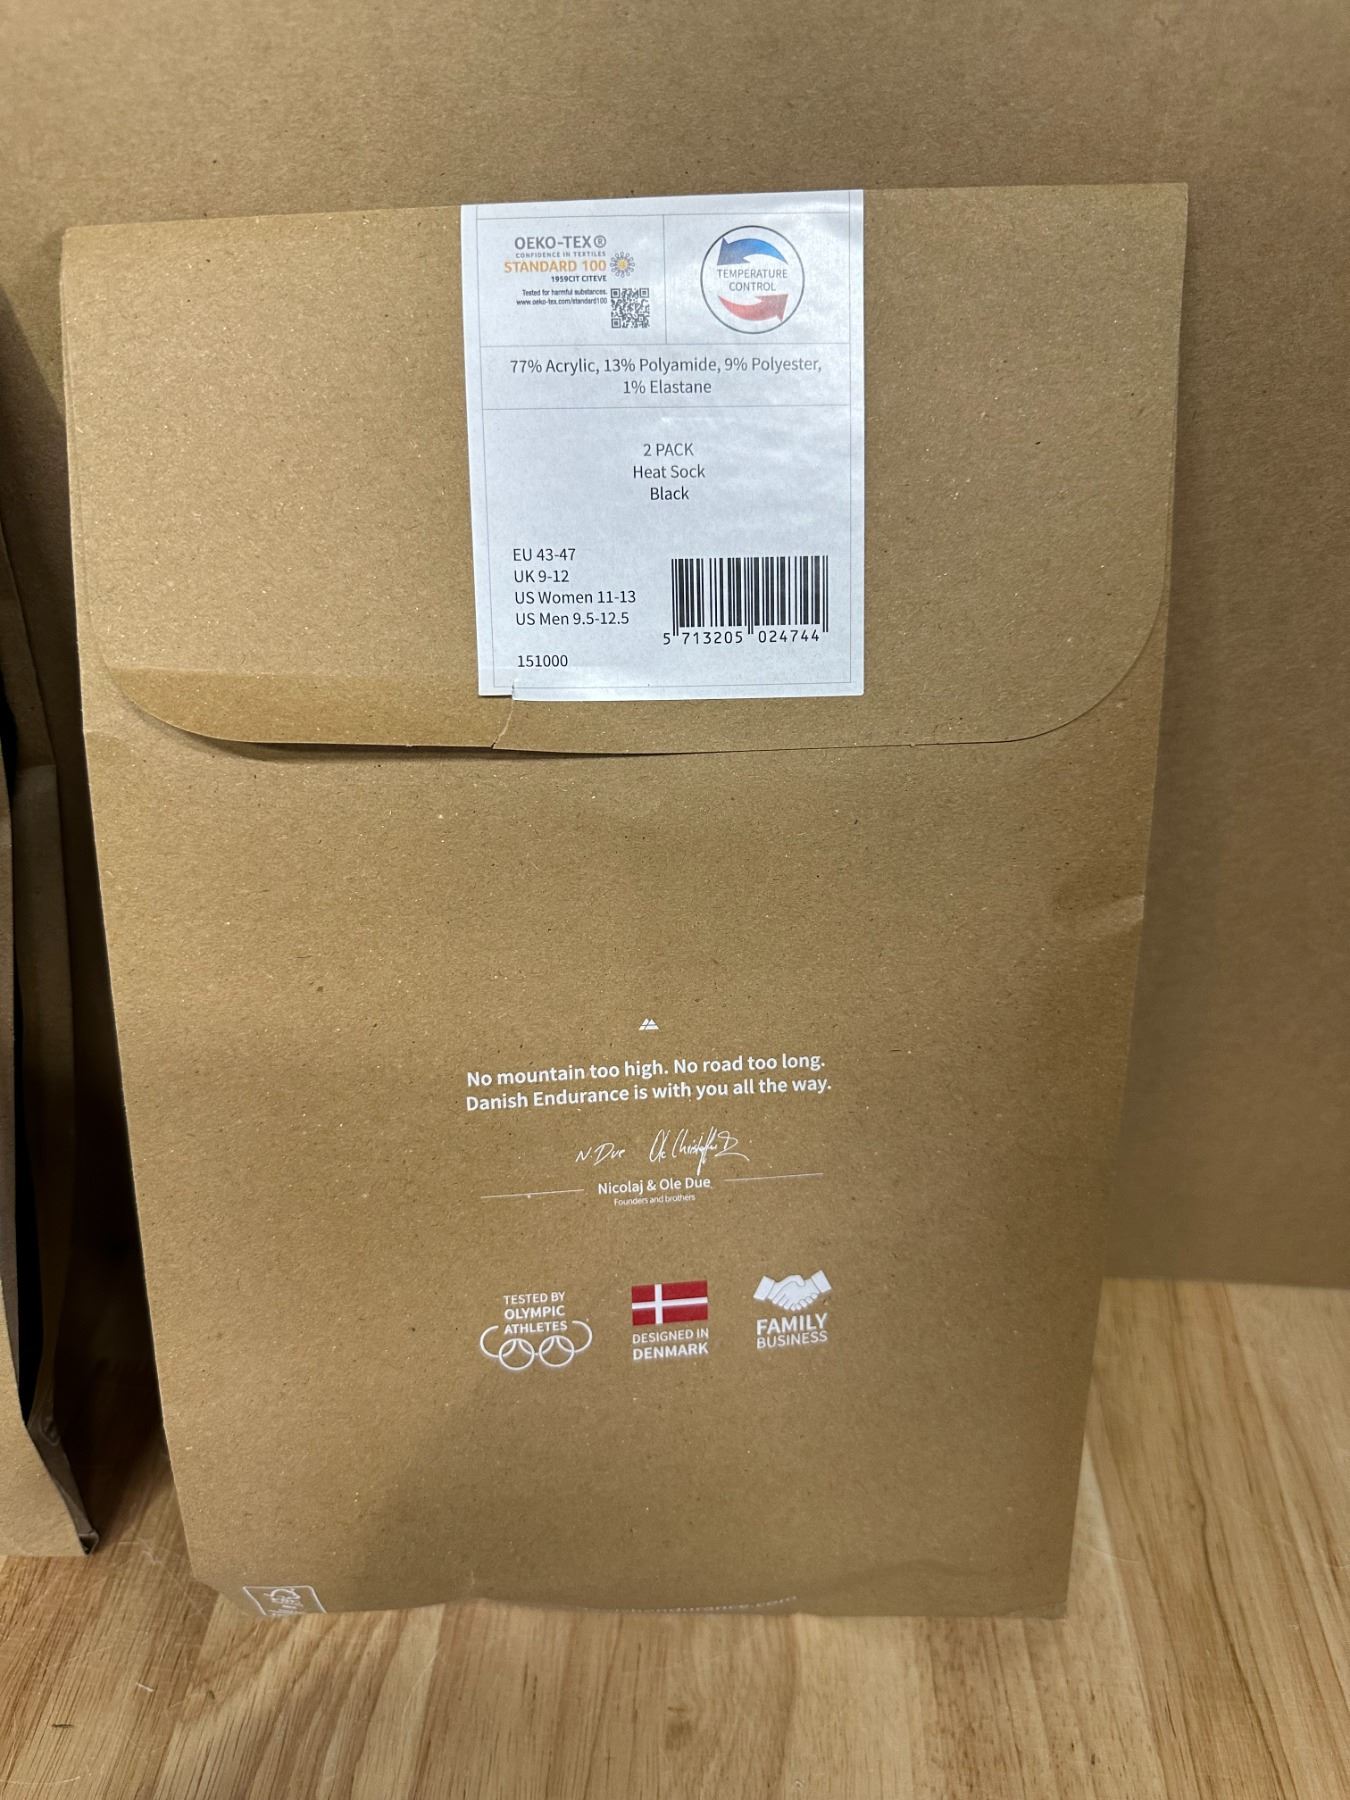 OEKO-TEX®
CONFIDENCE IN TEXTILES
STANDARD 100
1959CIT CITEVE
Tested for harmful substances.
www.oeko-tex.com/standard100
TEMPERATURE
CONTROL
77% Acrylic, 13% Polyamide, 9% Polyester,
1% Elastane
2 PACK
Heat Sock
Black
EU 43-47
UK 9-12
US Women 11-13
US Men 9.5-12.5
5 713205 024744
151000
No mountain too high. No road too long.
Danish Endurance is with you all the way.
N. Due
Nicolaj & Ole Due
Founders and brothers
TESTED BY
OLYMPIC
ATHLETES
DESIGNED IN
DENMARK
FAMILY
BUSINESS